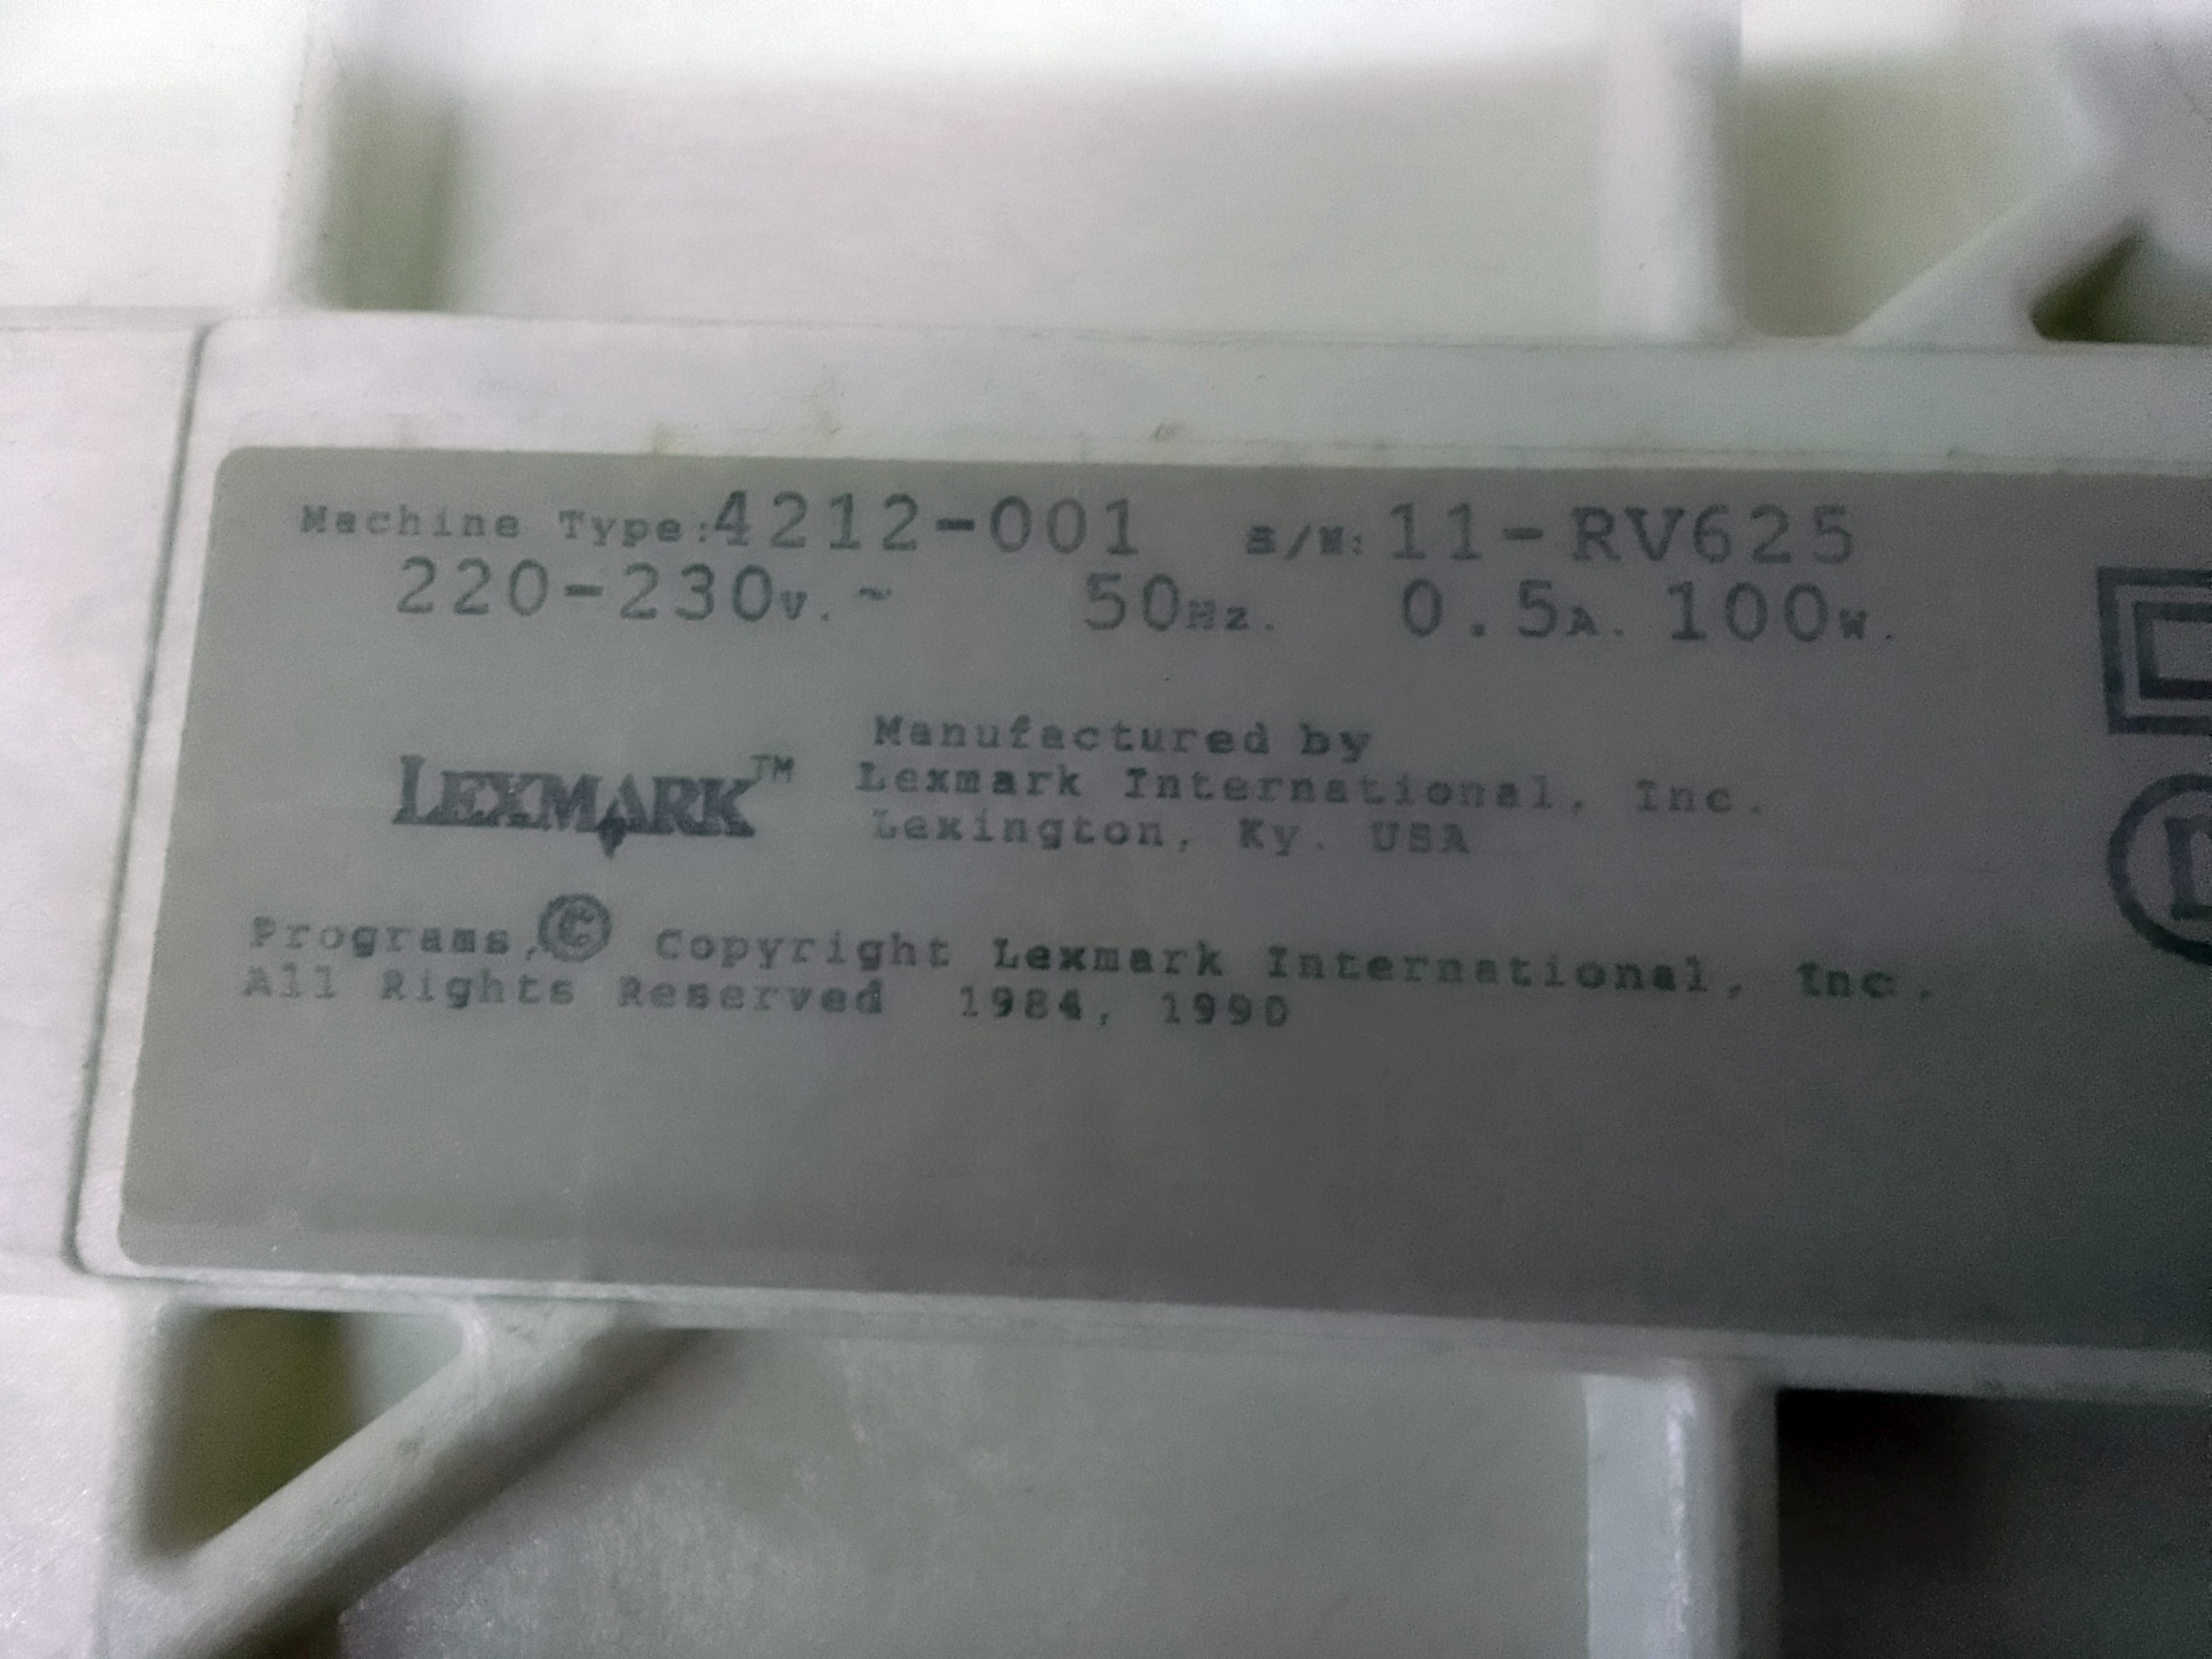 Machine Type:4212-001 S/N: 11-RV625
220-230V.~ 50Hz. 0.5A. 100W.
LEXMARK™
Manufactured by
Lexmark International, Inc.
Lexington, Ky. USA
Programs,© Copyright Lexmark International, Inc.
All Rights Reserved 1984, 1990